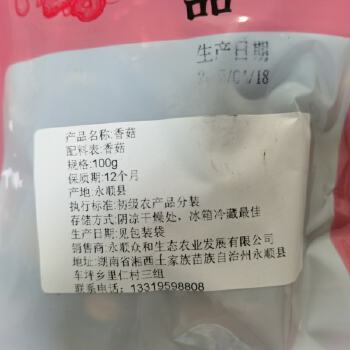 品
生产日期
产品名称:香菇
配料表:香菇
规格:100g
保质期:12个月
产地:永顺县
执行标准:初级农产品分装
存储方式:阴凉干燥处,冰箱冷藏最佳
生产日期:见包装袋
销售商:永顺众和生态农业发展有限公司
地址:湖南省湘西土家族苗族自治州永顺县
车坪乡里仁村三组
联系电话:13319598808